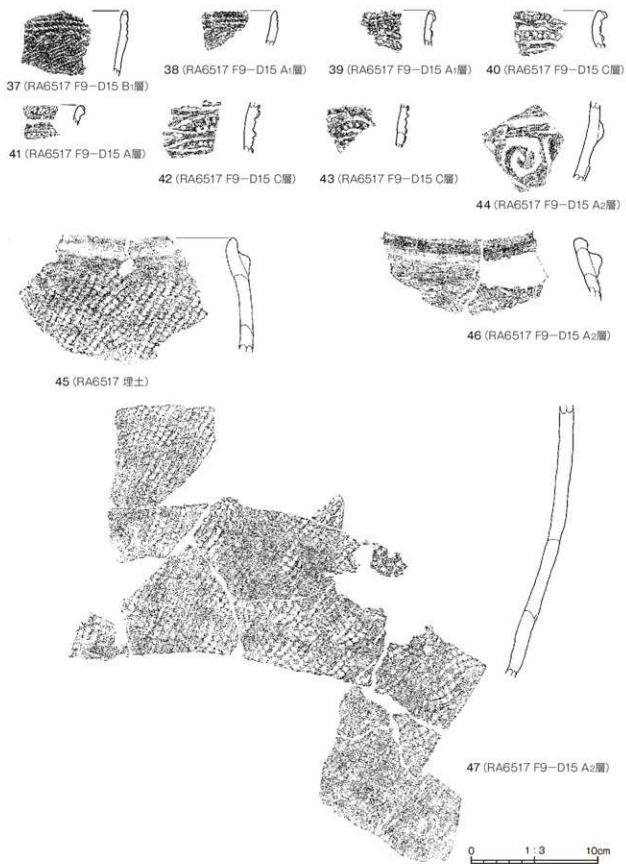 37 (RA6517 F9-D15 B₁層)
38 (RA6517 F9-D15 A₁層)
39 (RA6517 F9-D15 A₁層)
40 (RA6517 F9-D15 C層)
41 (RA6517 F9-D15 A層)
42 (RA6517 F9-D15 C層)
43 (RA6517 F9-D15 C層)
44 (RA6517 F9-D15 A₂層)
45 (RA6517 埋土)
46 (RA6517 F9-D15 A₂層)
47 (RA6517 F9-D15 A₂層)
0 1:3 10cm